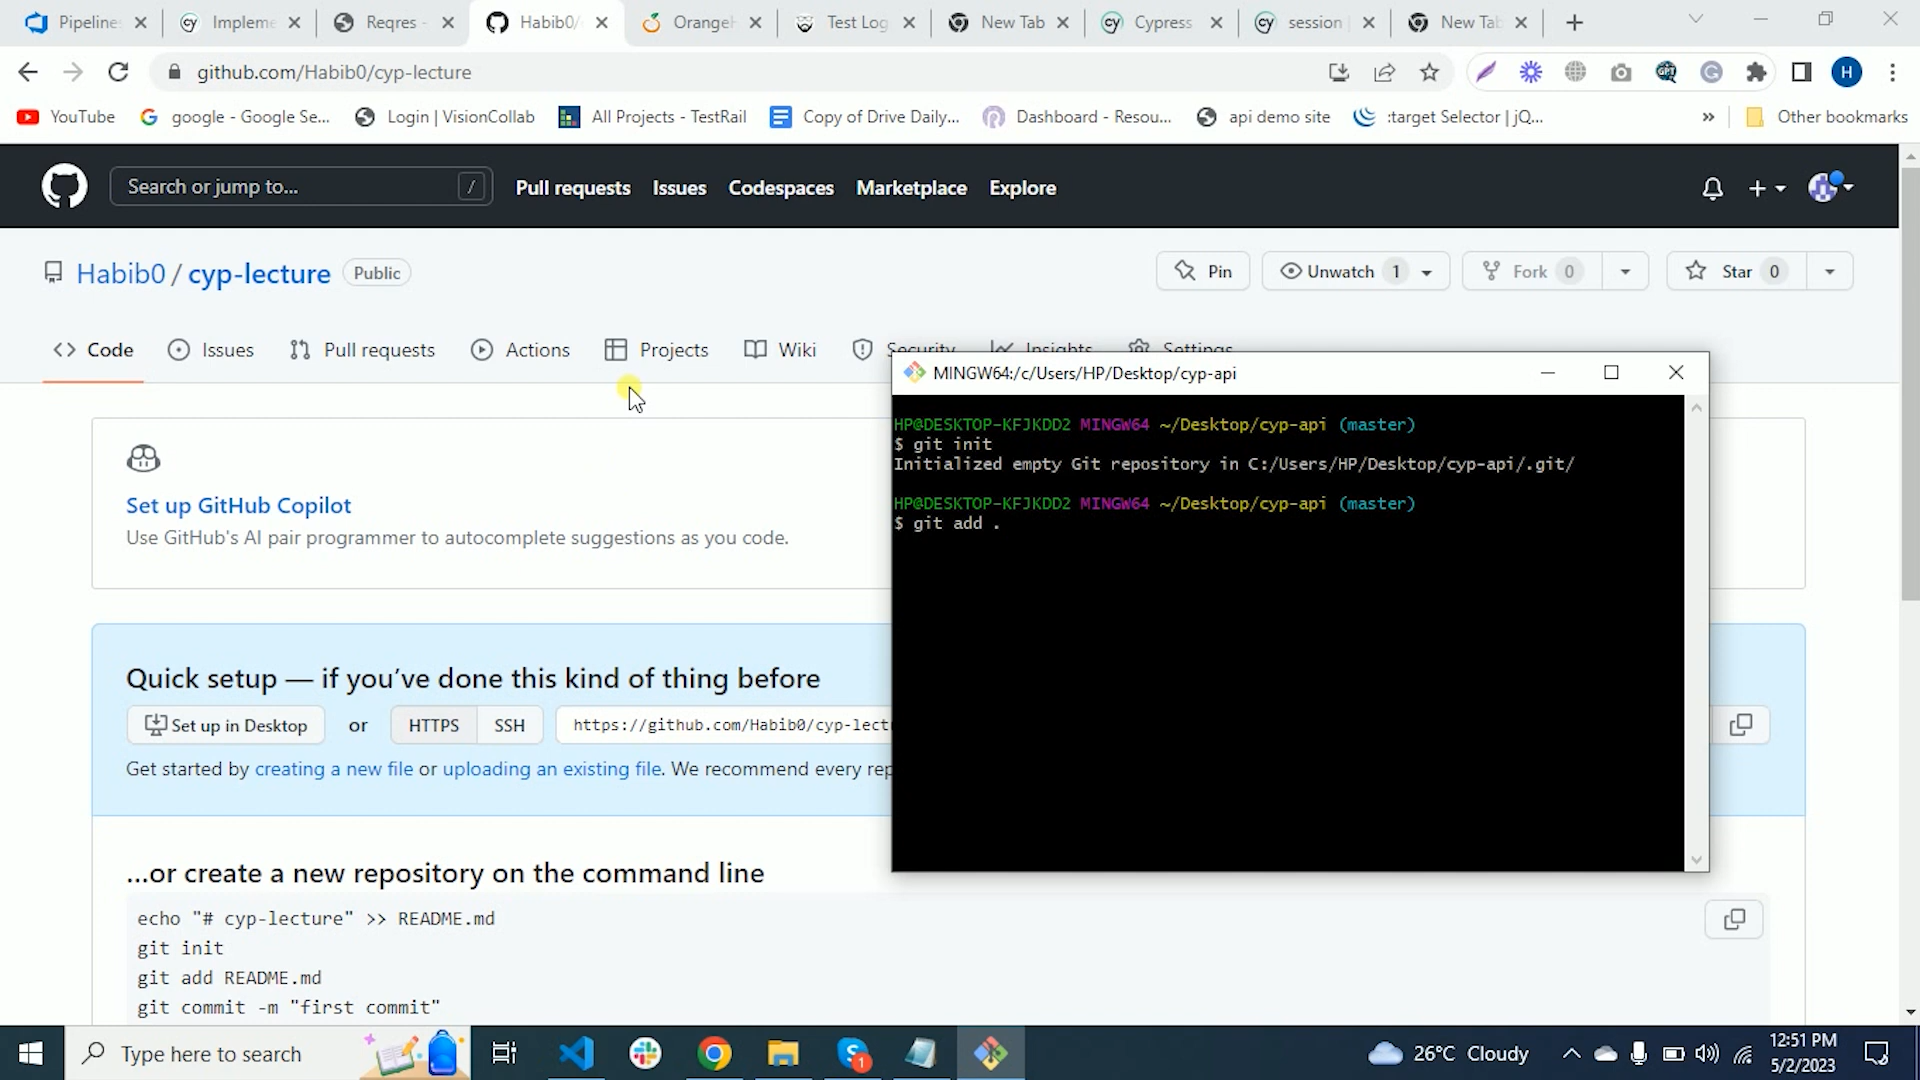 Pipelines
Impleme
Reqres -
Habib0/
OrangeH
Test Log
New Tab
Cypress
session
New Tab
github.com/Habib0/cyp-lecture
H
YouTube
google - Google Se...
Login | VisionCollab
All Projects - TestRail
Copy of Drive Daily...
Dashboard - Resou...
api demo site
:target Selector | jQ...
»
Other bookmarks
Search or jump to...
/
Pull requests
Issues
Codespaces
Marketplace
Explore
Habib0 / cyp-lecture
Public
Pin
Unwatch 1
Fork 0
Star 0
Code
Issues
Pull requests
Actions
Projects
Wiki
Security
Insights
Settings
MINGW64:/c/Users/HP/Desktop/cyp-api
HP@DESKTOP-KFJKDD2 MINGW64 ~/Desktop/cyp-api (master)
$ git init
Initialized empty Git repository in C:/Users/HP/Desktop/cyp-api/.git/
HP@DESKTOP-KFJKDD2 MINGW64 ~/Desktop/cyp-api (master)
$ git add .
Set up GitHub Copilot
Use GitHub's AI pair programmer to autocomplete suggestions as you code.
Quick setup — if you’ve done this kind of thing before
Set up in Desktop
or
HTTPS
SSH
https://github.com/Habib0/cyp-lect
Get started by creating a new file or uploading an existing file. We recommend every rep
…or create a new repository on the command line
echo "# cyp-lecture" >> README.md
git init
git add README.md
git commit -m "first commit"
Type here to search
1
26°C Cloudy
12:51 PM
5/2/2023